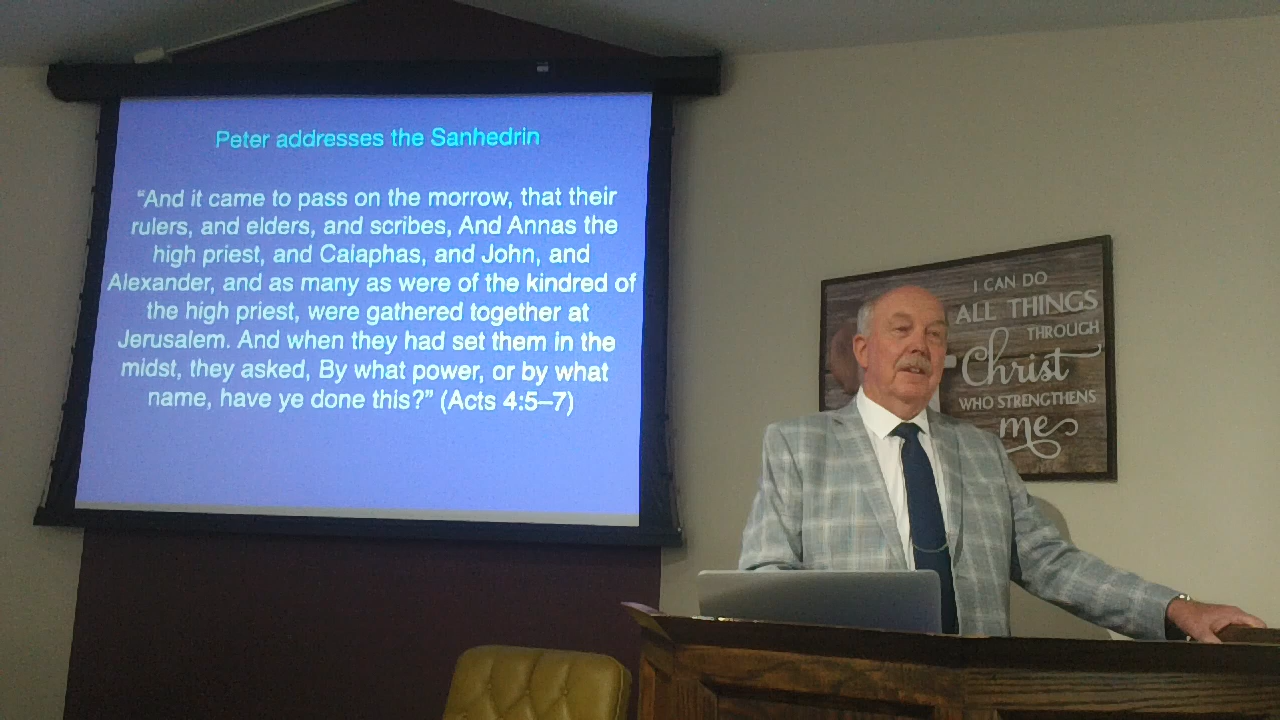 Peter addresses the Sanhedrin
“And it came to pass on the morrow, that their
rulers, and elders, and scribes, And Annas the
high priest, and Caiaphas, and John, and
Alexander, and as many as were of the kindred of
the high priest, were gathered together at
Jerusalem. And when they had set them in the
midst, they asked, By what power, or by what
name, have ye done this?” (Acts 4:5–7)
I CAN DO
ALL THINGS
THROUGH
Christ
WHO STRENGTHENS
me